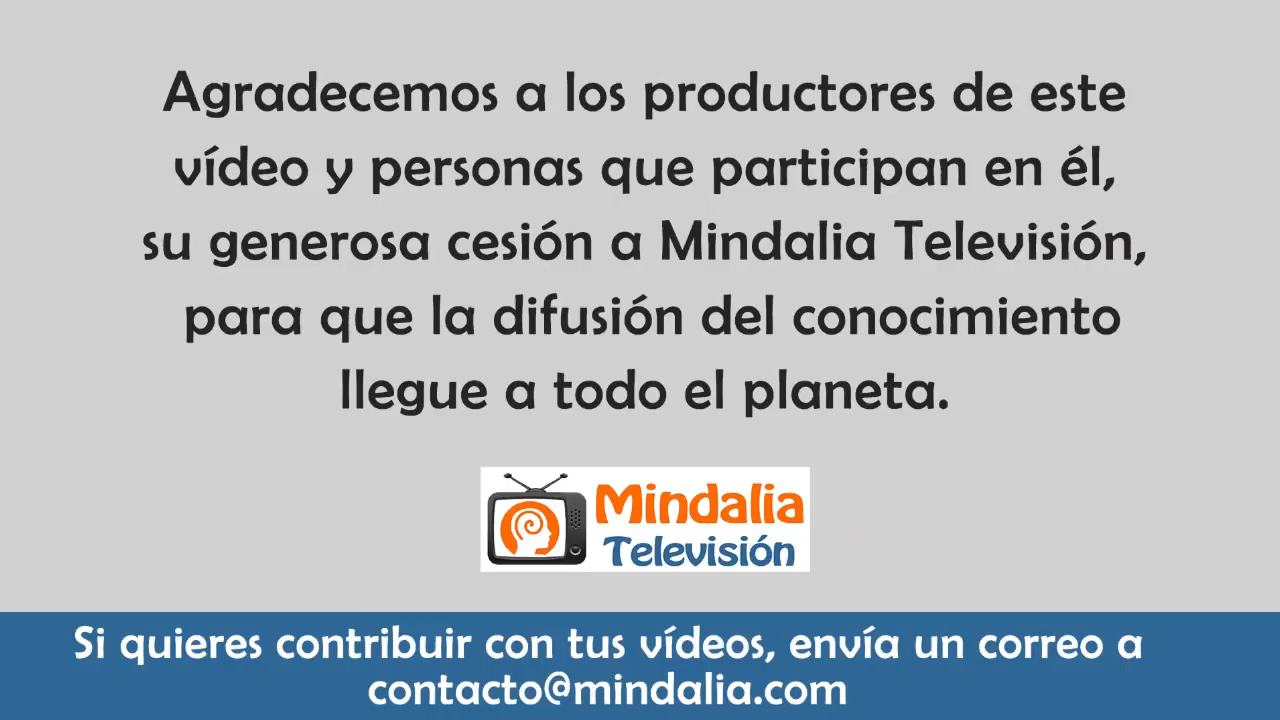 Agradecemos a los productores de este
vídeo y personas que participan en él,
su generosa cesión a Mindalia Televisión,
para que la difusión del conocimiento
llegue a todo el planeta.
Mindalia
Televisión
Si quieres contribuir con tus vídeos, envía un correo a
contacto@mindalia.com